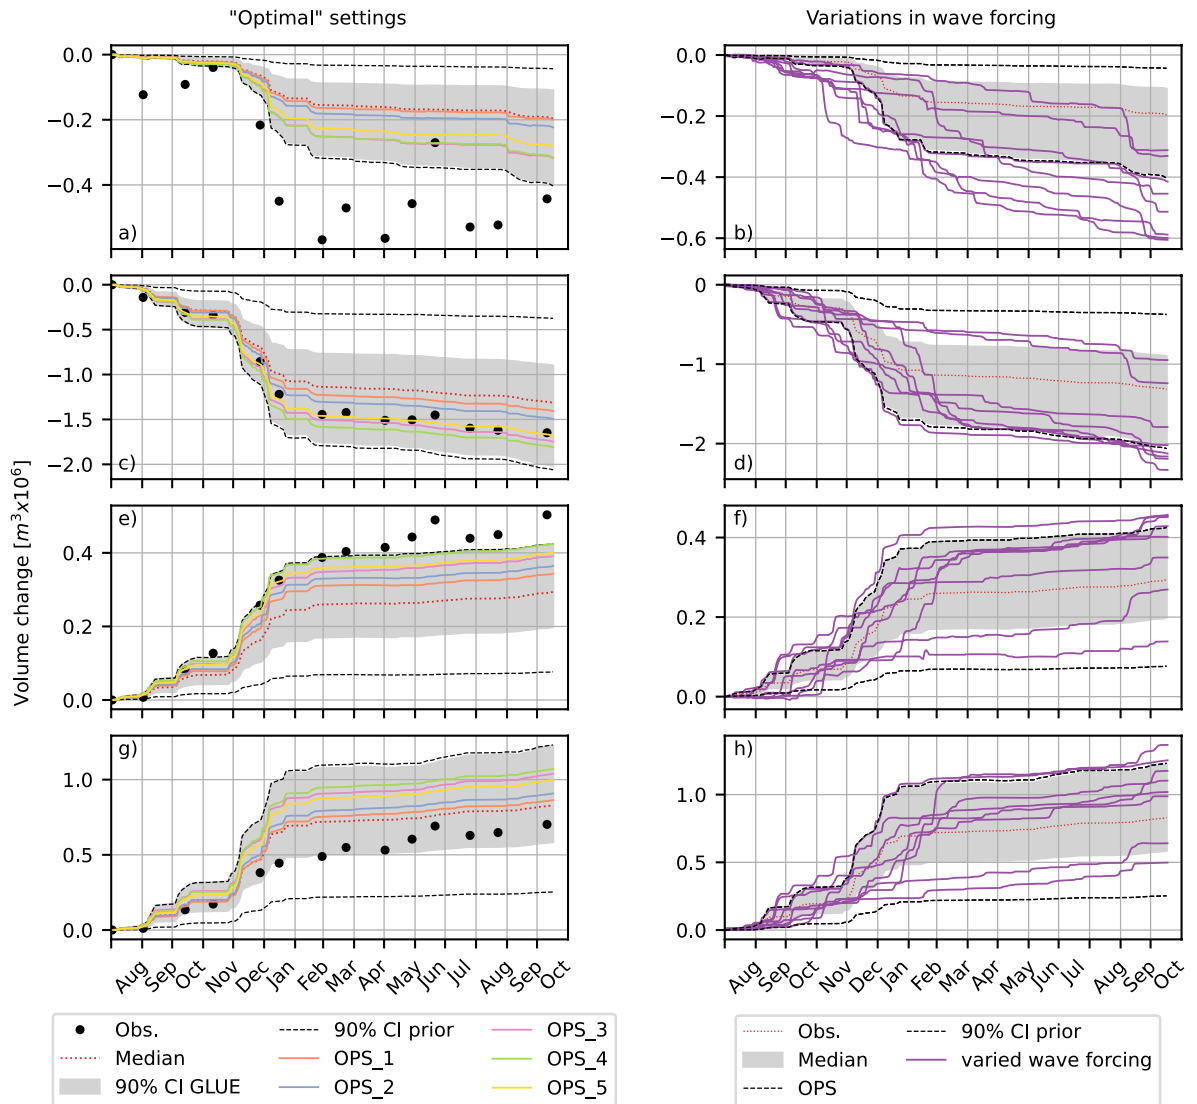 "Optimal" settings
Variations in wave forcing
0.0
−0.2
−0.4
a)
0.0
−0.2
−0.4
−0.6
b)
0.0
−0.5
−1.0
−1.5
−2.0
c)
0
−1
−2
d)
Volume change [m³x10⁶]
e)
0.4
0.2
0.0
f)
0.4
0.2
0.0
g)
1.0
0.5
0.0
h)
1.0
0.5
0.0
Aug Sep Oct Nov Dec Jan Feb Mar Apr May Jun Jul Aug Sep Oct
Aug Sep Oct Nov Dec Jan Feb Mar Apr May Jun Jul Aug Sep Oct
Obs.
Median
90% CI GLUE
90% CI prior
OPS_1
OPS_2
OPS_3
OPS_4
OPS_5
Obs.
Median
OPS
90% CI prior
varied wave forcing